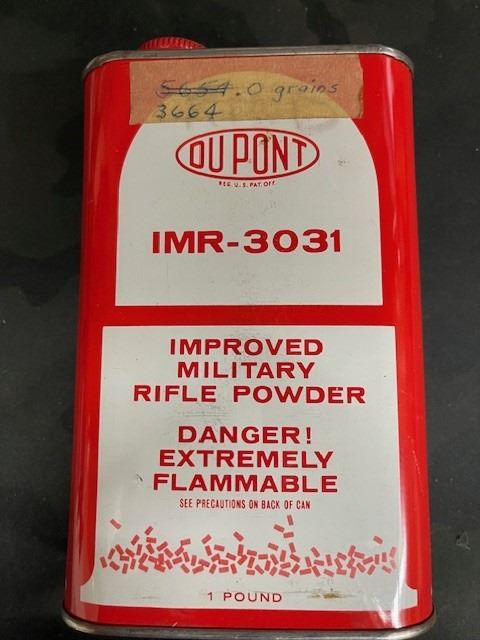 5654.0 grains
3664
DU PONT
REG. U.S. PAT. OFF.
IMR-3031
IMPROVED
MILITARY
RIFLE POWDER
DANGER!
EXTREMELY
FLAMMABLE
SEE PRECAUTIONS ON BACK OF CAN
1 POUND